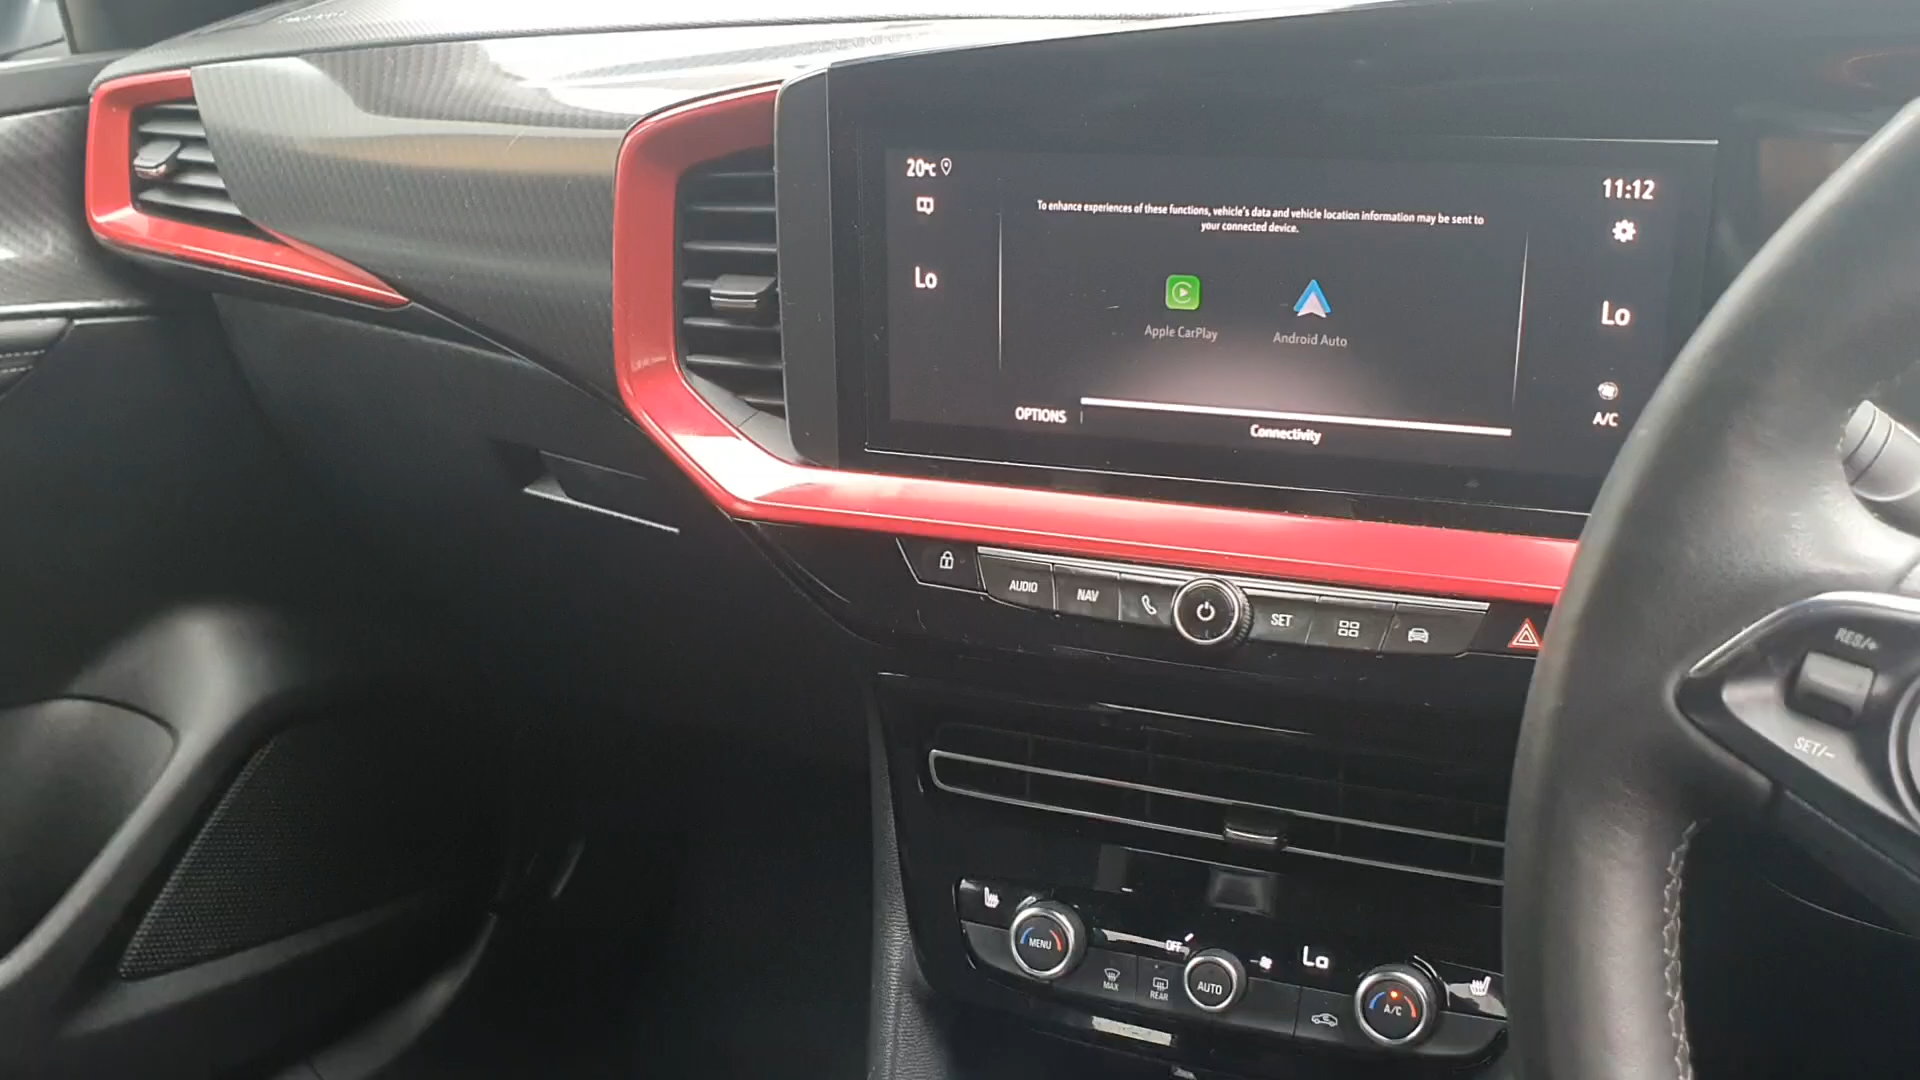 20°C
11:12
To enhance experiences of these functions, vehicle's data and vehicle location information may be sent to
your connected device.
Lo
Lo
Apple CarPlay
Android Auto
OPTIONS
Connectivity
A/C
AUDIO
NAV
SET
RES/+
SET/-
MENU
OFF
Lo
MAX
REAR
AUTO
A/C